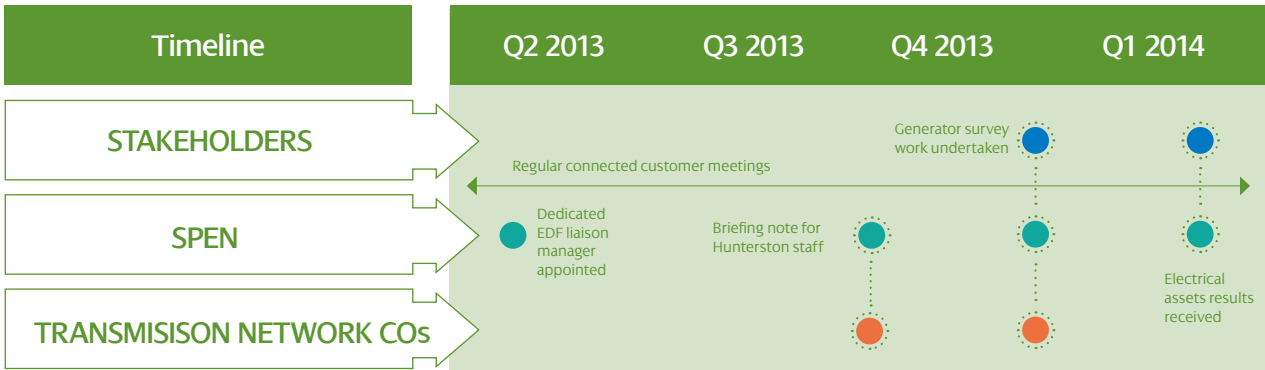 Timeline
Q2 2013
Q3 2013
Q4 2013
Q1 2014
STAKEHOLDERS
Generator survey
work undertaken
Regular connected customer meetings
SPEN
Dedicated
EDF liaison
manager
appointed
Briefing note for
Hunterston staff
Electrical
assets results
received
TRANSMISISON NETWORK COs